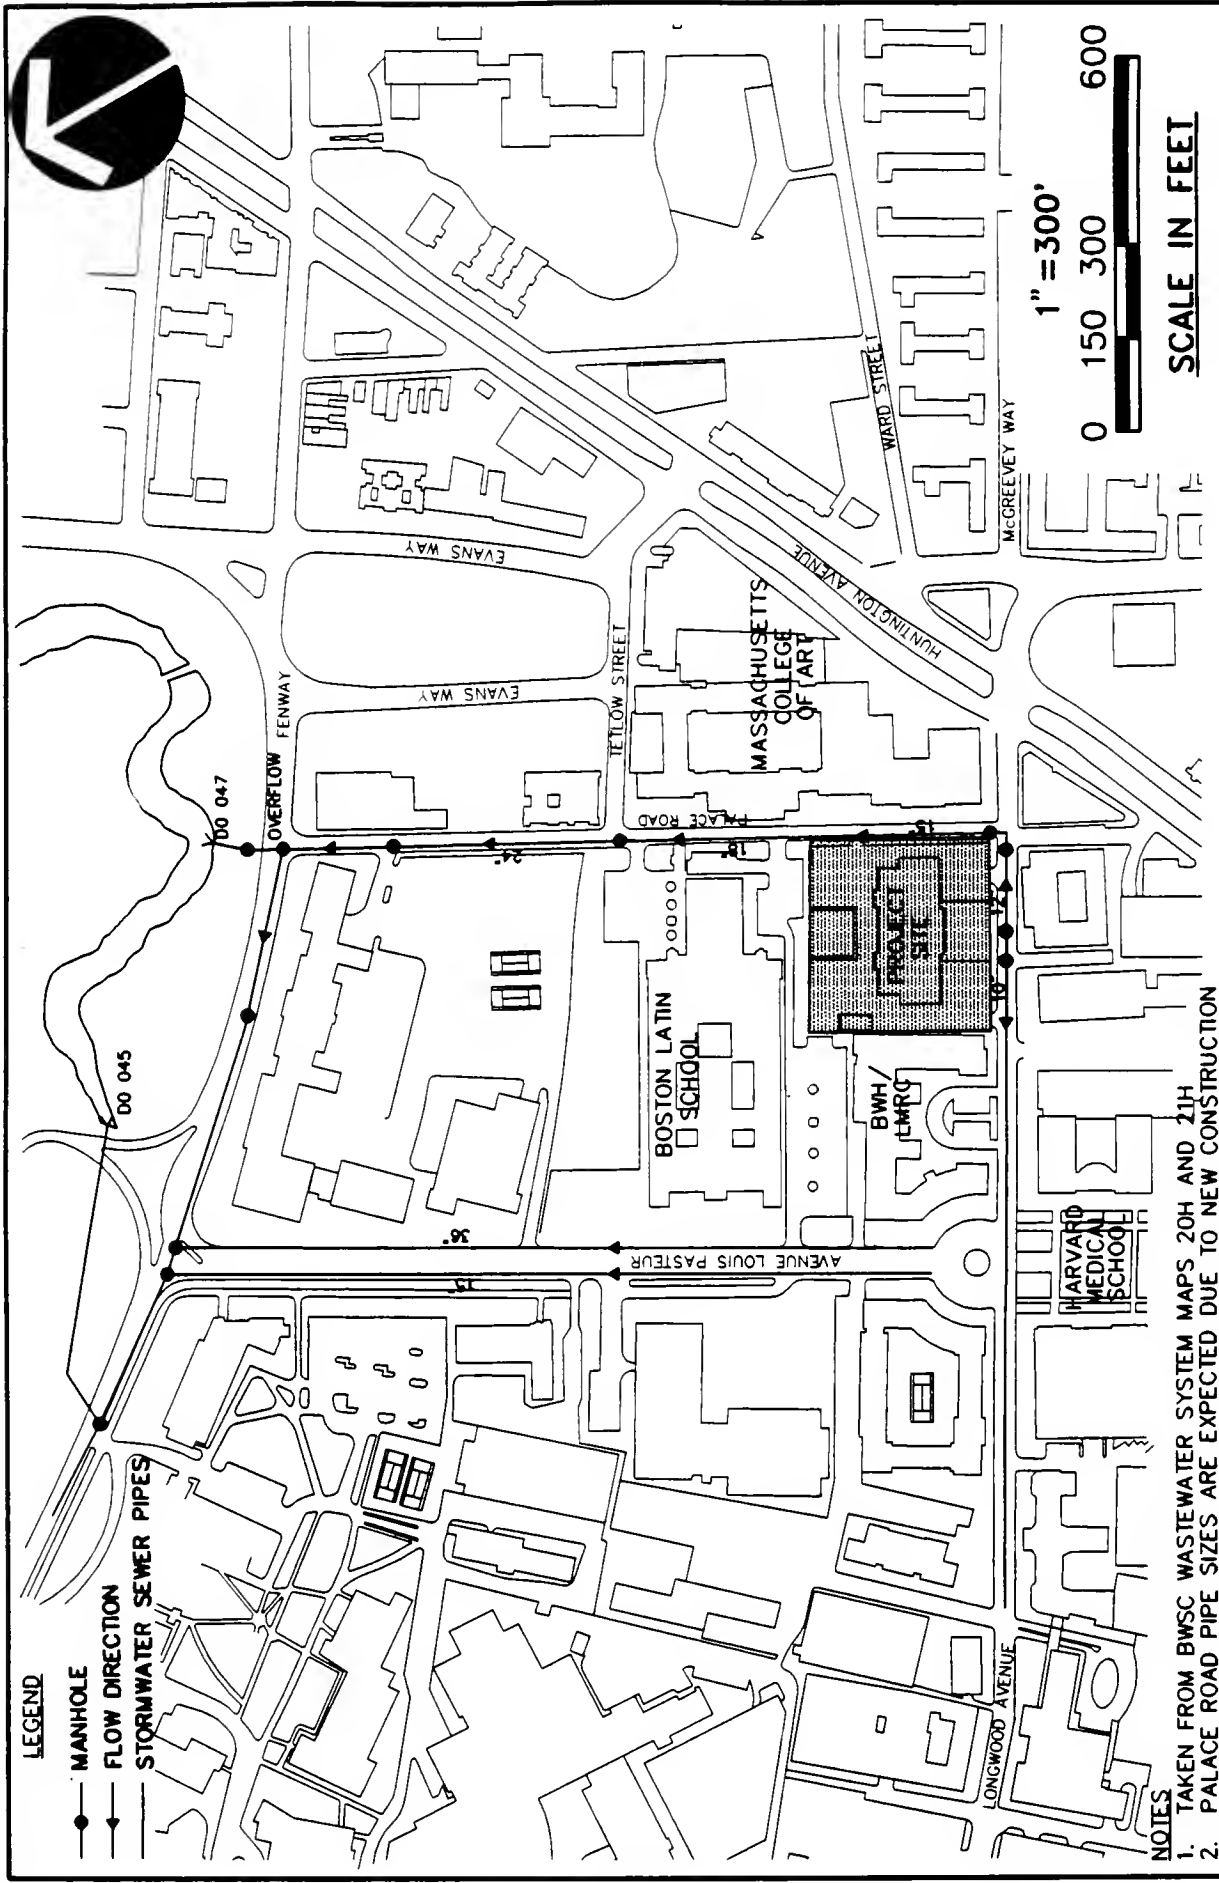 LEGEND
MANHOLE
FLOW DIRECTION
STORMWATER SEWER PIPES
DO 045
DO 047
OVERFLOW
FENWAY
EVANS WAY
EVANS WAY
TETLOW STREET
PALACE ROAD
24"
18"
15"
12"
10"
36"
15"
AVENUE LOUIS PASTEUR
BOSTON LATIN
SCHOOL
MASSACHUSETTS
COLLEGE
OF ART
HUNTINGTON AVENUE
WARD STREET
McGREEVEY WAY
PROJECT
SITE
BWH /
LMRC
HARVARD
MEDICAL
SCHOOL
LONGWOOD AVENUE
1"=300'
0 150 300 600
SCALE IN FEET
NOTES
1. TAKEN FROM BWSC WASTEWATER SYSTEM MAPS 20H AND 21H
2. PALACE ROAD PIPE SIZES ARE EXPECTED DUE TO NEW CONSTRUCTION